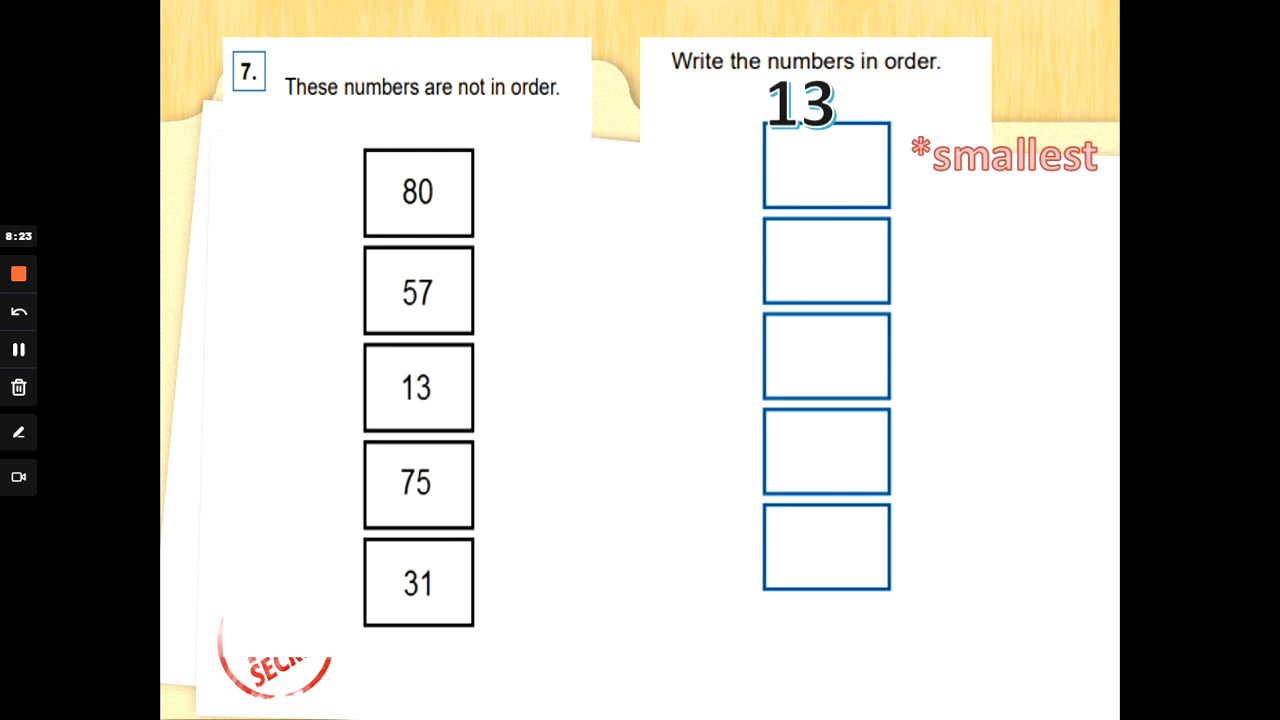 7.
These numbers are not in order.
80
57
13
75
31
Write the numbers in order.
13
*smallest
8:23